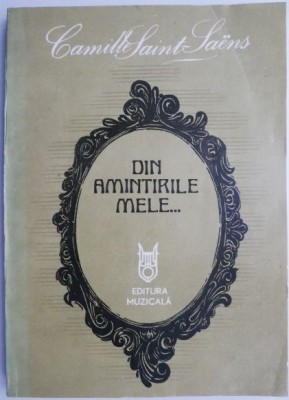 Camille Saint-Saëns
DIN
AMINTIRILE
MELE...
EDITURA
MUZICALĂ